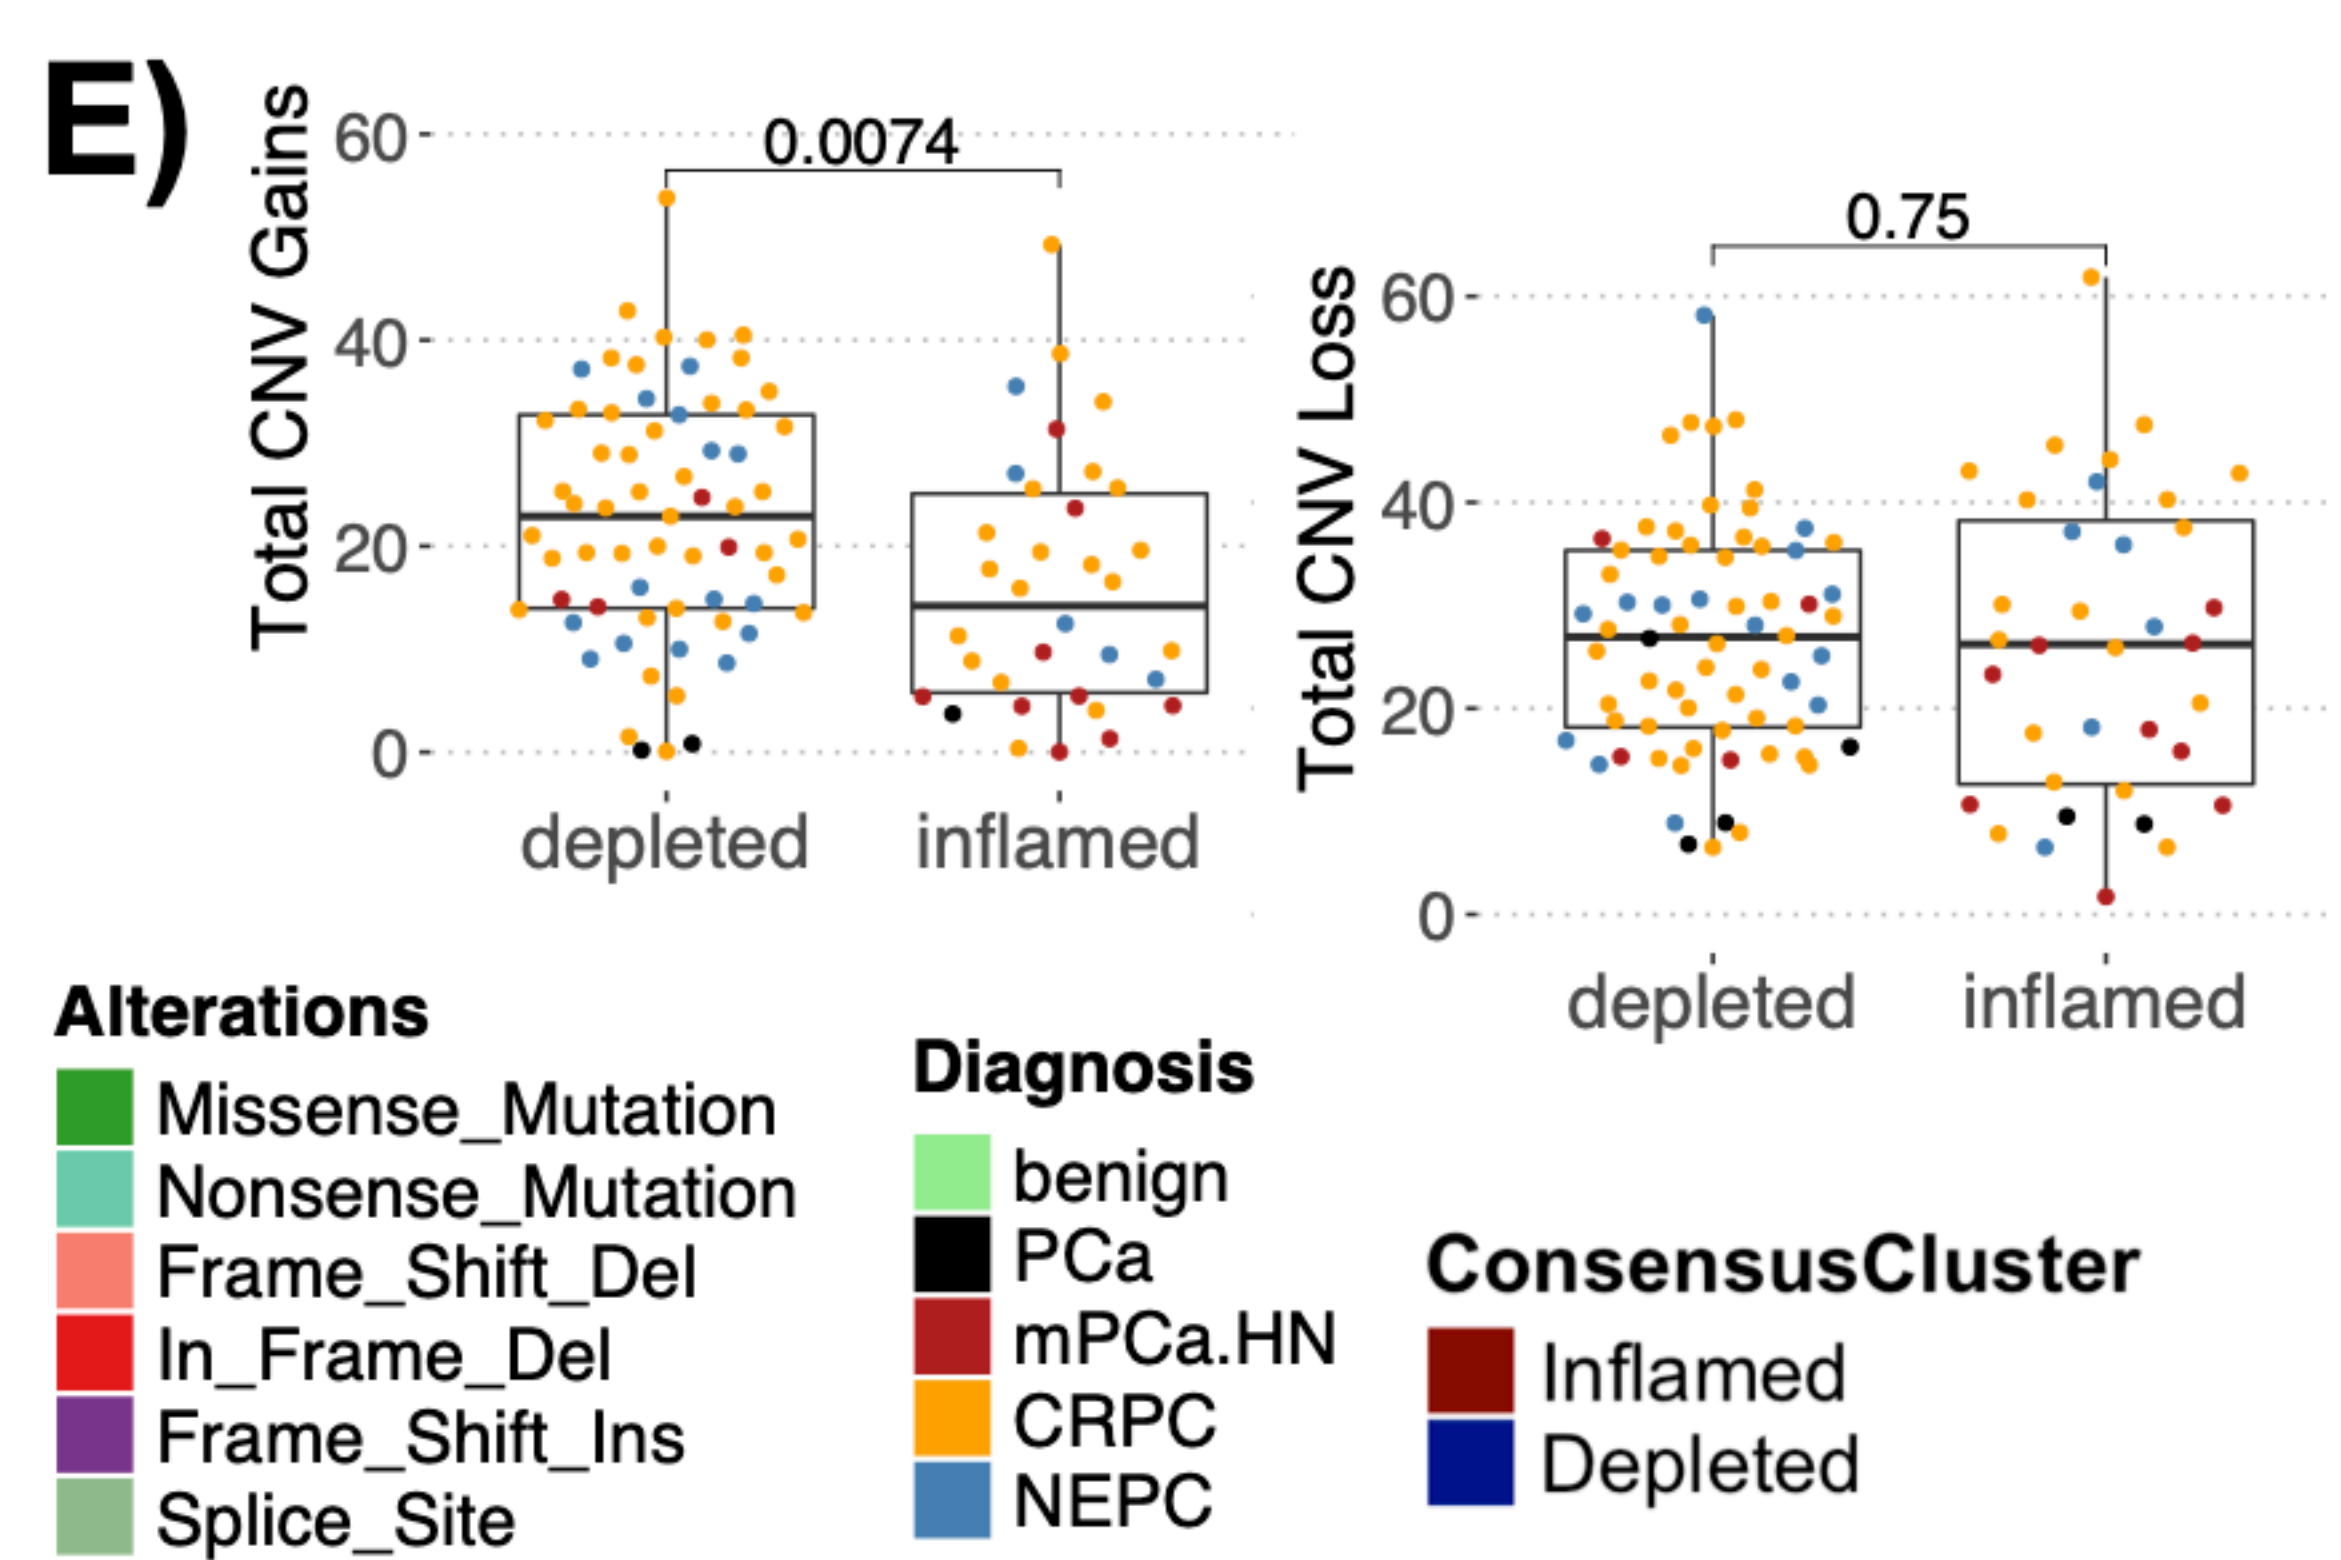 E)
Total CNV Gains
60
40
20
0
0.0074
depleted
inflamed
Total CNV Loss
60
40
20
0
0.75
depleted
inflamed
Alterations
Missense_Mutation
Nonsense_Mutation
Frame_Shift_Del
In_Frame_Del
Frame_Shift_Ins
Splice_Site
Diagnosis
benign
PCa
mPCa.HN
CRPC
NEPC
ConsensusCluster
Inflamed
Depleted